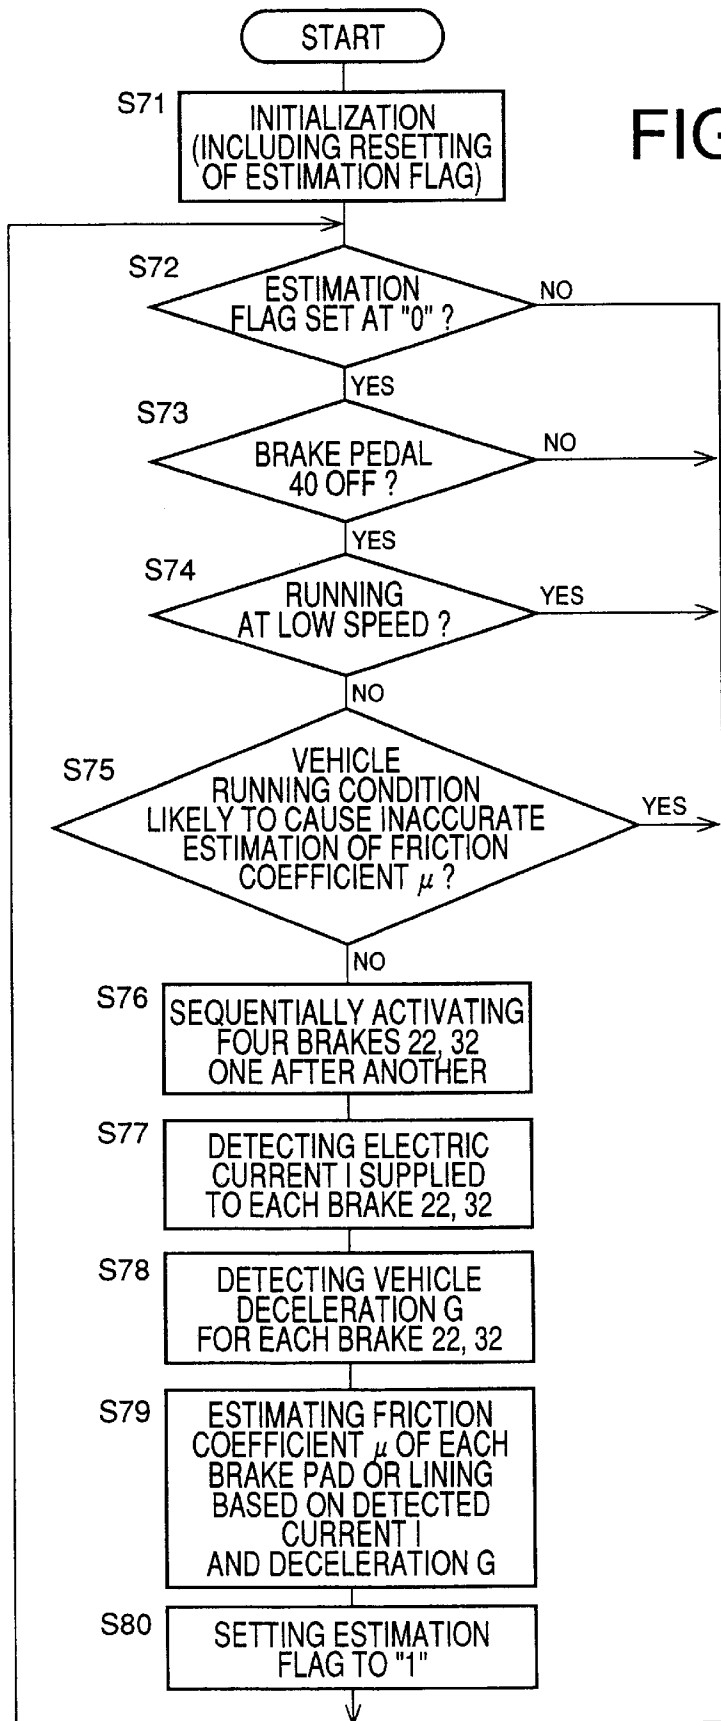 START
S71
INITIALIZATION
(INCLUDING RESETTING
OF ESTIMATION FLAG)
FIG
S72
ESTIMATION
FLAG SET AT "0" ?
NO
YES
S73
BRAKE PEDAL
40 OFF ?
NO
YES
S74
RUNNING
AT LOW SPEED ?
YES
NO
S75
VEHICLE
RUNNING CONDITION
LIKELY TO CAUSE INACCURATE
ESTIMATION OF FRICTION
COEFFICIENT μ ?
YES
NO
S76
SEQUENTIALLY ACTIVATING
FOUR BRAKES 22, 32
ONE AFTER ANOTHER
S77
DETECTING ELECTRIC
CURRENT I SUPPLIED
TO EACH BRAKE 22, 32
S78
DETECTING VEHICLE
DECELERATION G
FOR EACH BRAKE 22, 32
S79
ESTIMATING FRICTION
COEFFICIENT μ OF EACH
BRAKE PAD OR LINING
BASED ON DETECTED
CURRENT I
AND DECELERATION G
S80
SETTING ESTIMATION
FLAG TO "1"